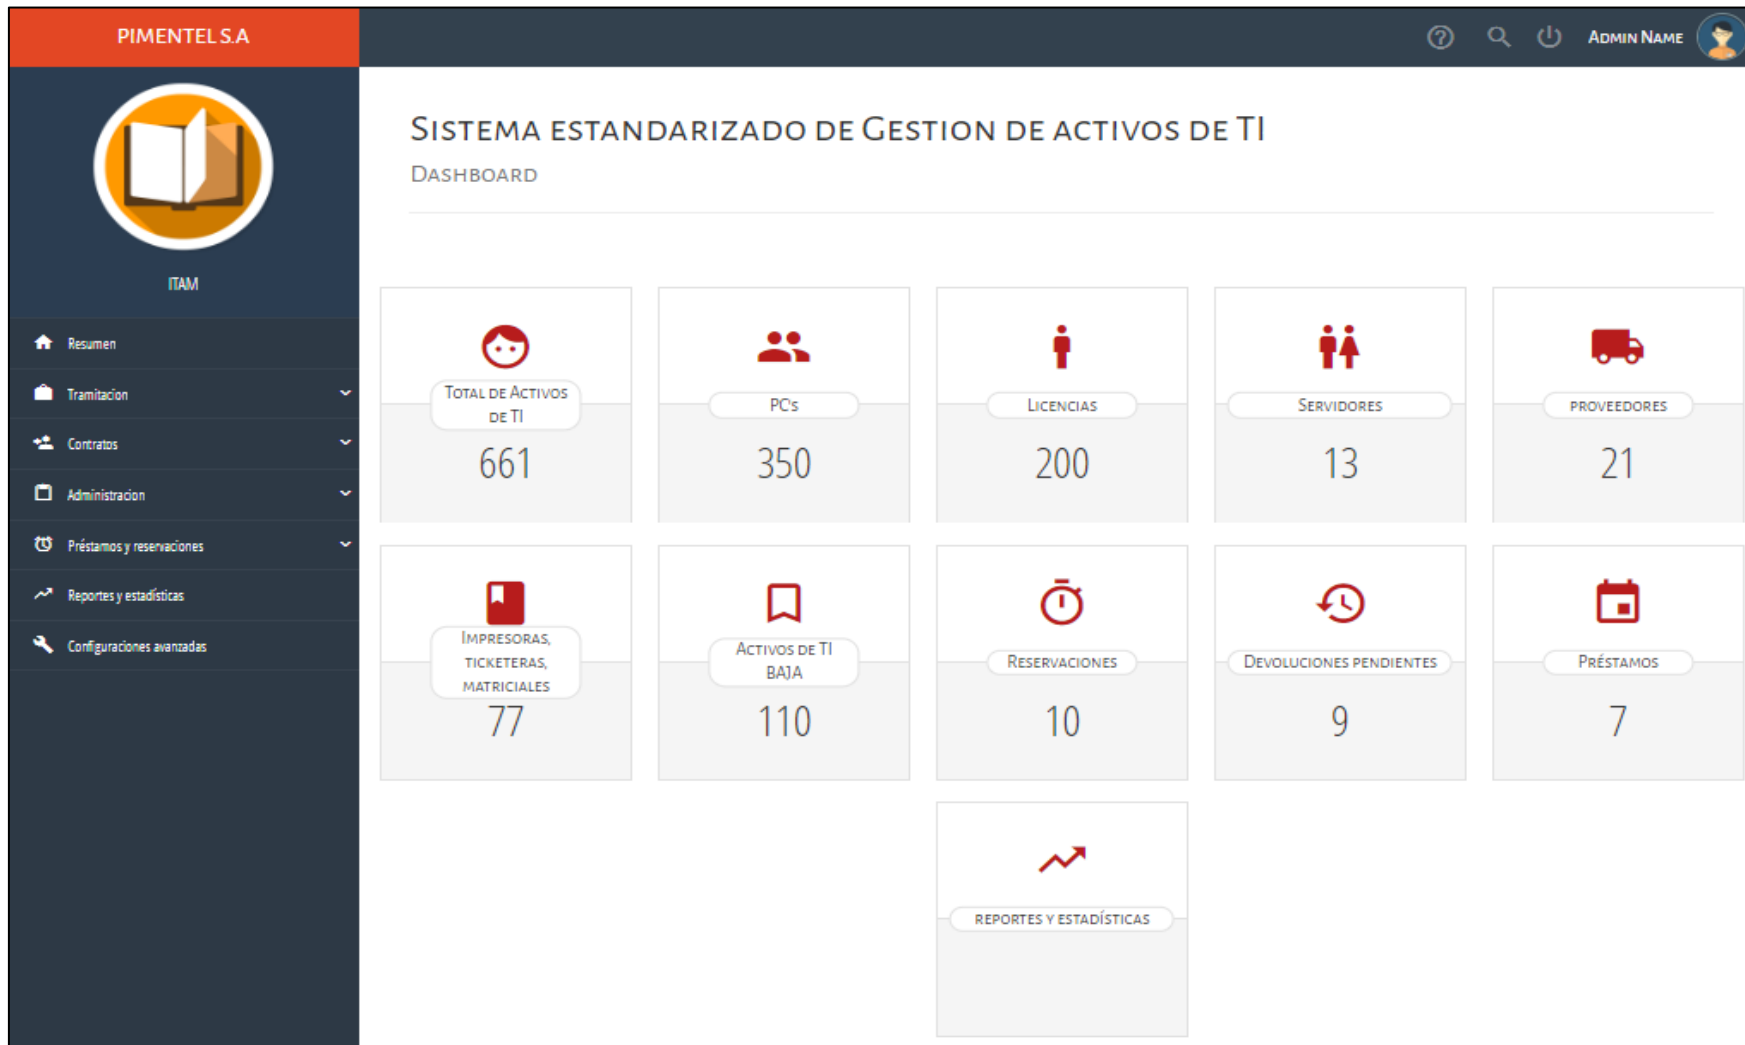 PIMENTEL S.A
ADMIN NAME
ITAM
Resumen
Tramitacion
Contratos
Administracion
Préstamos y reservaciones
Reportes y estadísticas
Configuraciones avanzadas
SISTEMA ESTANDARIZADO DE GESTION DE ACTIVOS DE TI
DASHBOARD
TOTAL DE ACTIVOS
DE TI
661
PC'S
350
LICENCIAS
200
SERVIDORES
13
PROVEEDORES
21
IMPRESORAS,
TICKETERAS,
MATRICIALES
77
ACTIVOS DE TI
BAJA
110
RESERVACIONES
10
DEVOLUCIONES PENDIENTES
9
PRÉSTAMOS
7
REPORTES Y ESTADÍSTICAS